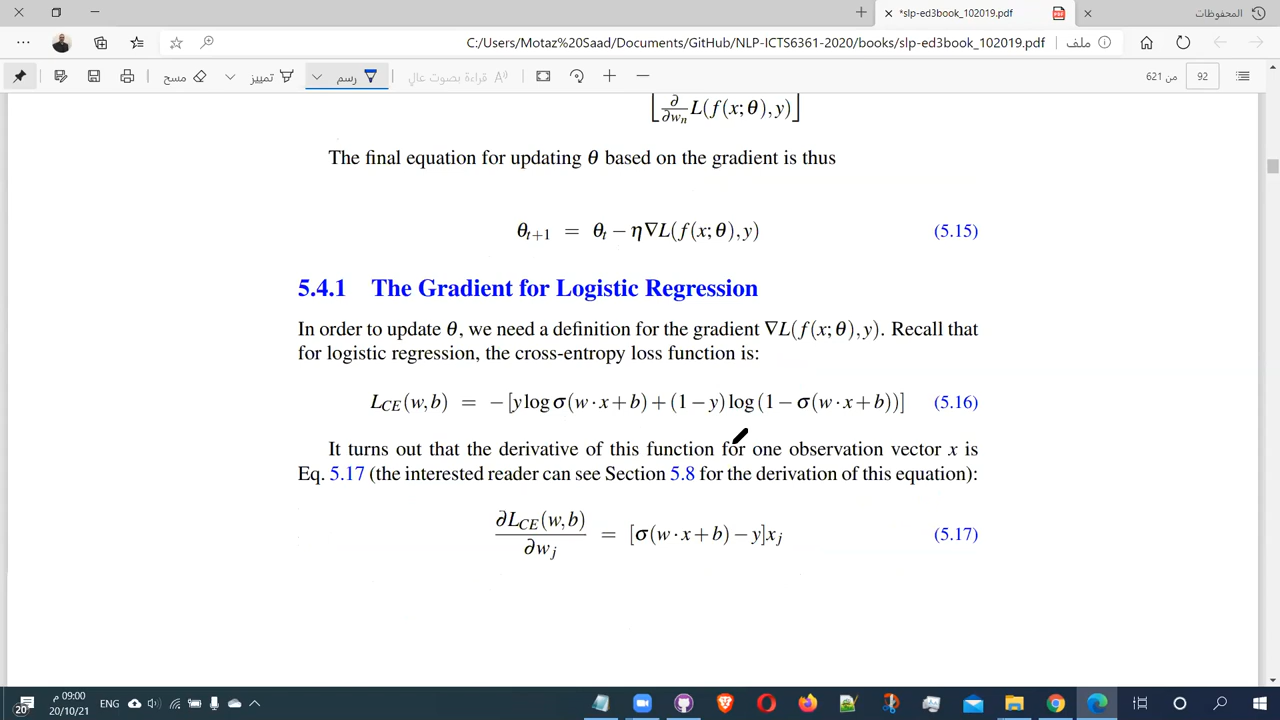 *slp-ed3book_102019.pdf
المحفوظات
C:/Users/Motaz%20Saad/Documents/GitHub/NLP-ICTS6361-2020/books/slp-ed3book_102019.pdf
ملف
مسح
تمييز
رسم
قراءة بصوت عالٍ
من 621
92
∂/∂wₙ L(f(x;θ),y)
The final equation for updating θ based on the gradient is thus
θₜ₊₁ = θₜ − η∇L(f(x;θ),y) (5.15)
5.4.1 The Gradient for Logistic Regression
In order to update θ, we need a definition for the gradient ∇L(f(x;θ),y). Recall that
for logistic regression, the cross-entropy loss function is:
L_CE(w,b) = −[y log σ(w·x+b)+(1−y) log(1−σ(w·x+b))] (5.16)
It turns out that the derivative of this function for one observation vector x is
Eq. 5.17 (the interested reader can see Section 5.8 for the derivation of this equation):
∂L_CE(w,b)/∂w_j = [σ(w·x+b)−y]x_j (5.17)
20
ENG
09:00 م
20/10/21